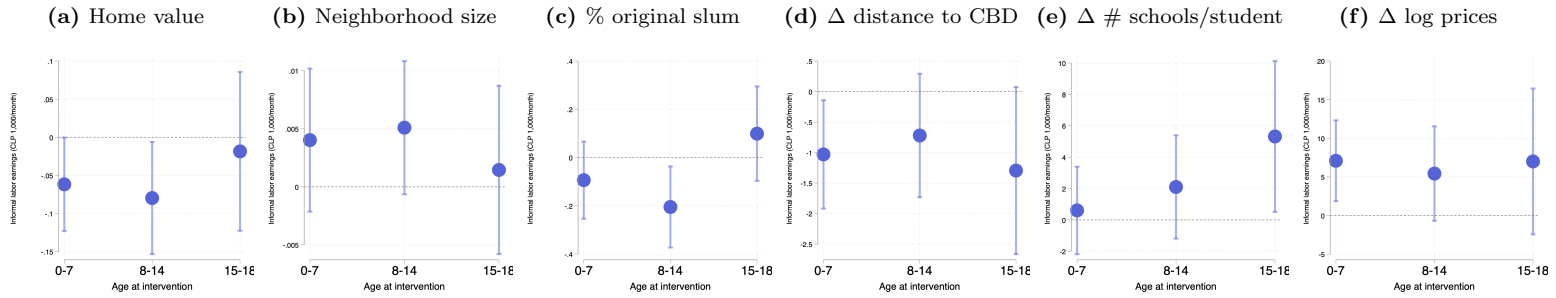 (a) Home value
Informal labor earnings (CLP 1,000/month)
.1
.05
0
-.05
-.1
-.15
0-7
8-14
15-18
Age at intervention
(b) Neighborhood size
Informal labor earnings (CLP 1,000/month)
.01
.005
0
-.005
0-7
8-14
15-18
Age at intervention
(c) % original slum
Informal labor earnings (CLP 1,000/month)
.4
.2
0
-.2
-.4
0-7
8-14
15-18
Age at intervention
(d) Δ distance to CBD
Informal labor earnings (CLP 1,000/month)
.5
0
-.5
-1
-1.5
-2
-2.5
0-7
8-14
15-18
Age at intervention
(e) Δ # schools/student
Informal labor earnings (CLP 1,000/month)
10
8
6
4
2
0
-2
0-7
8-14
15-18
Age at intervention
(f) Δ log prices
Informal labor earnings (CLP 1,000/month)
20
15
10
5
0
-5
0-7
8-14
15-18
Age at intervention